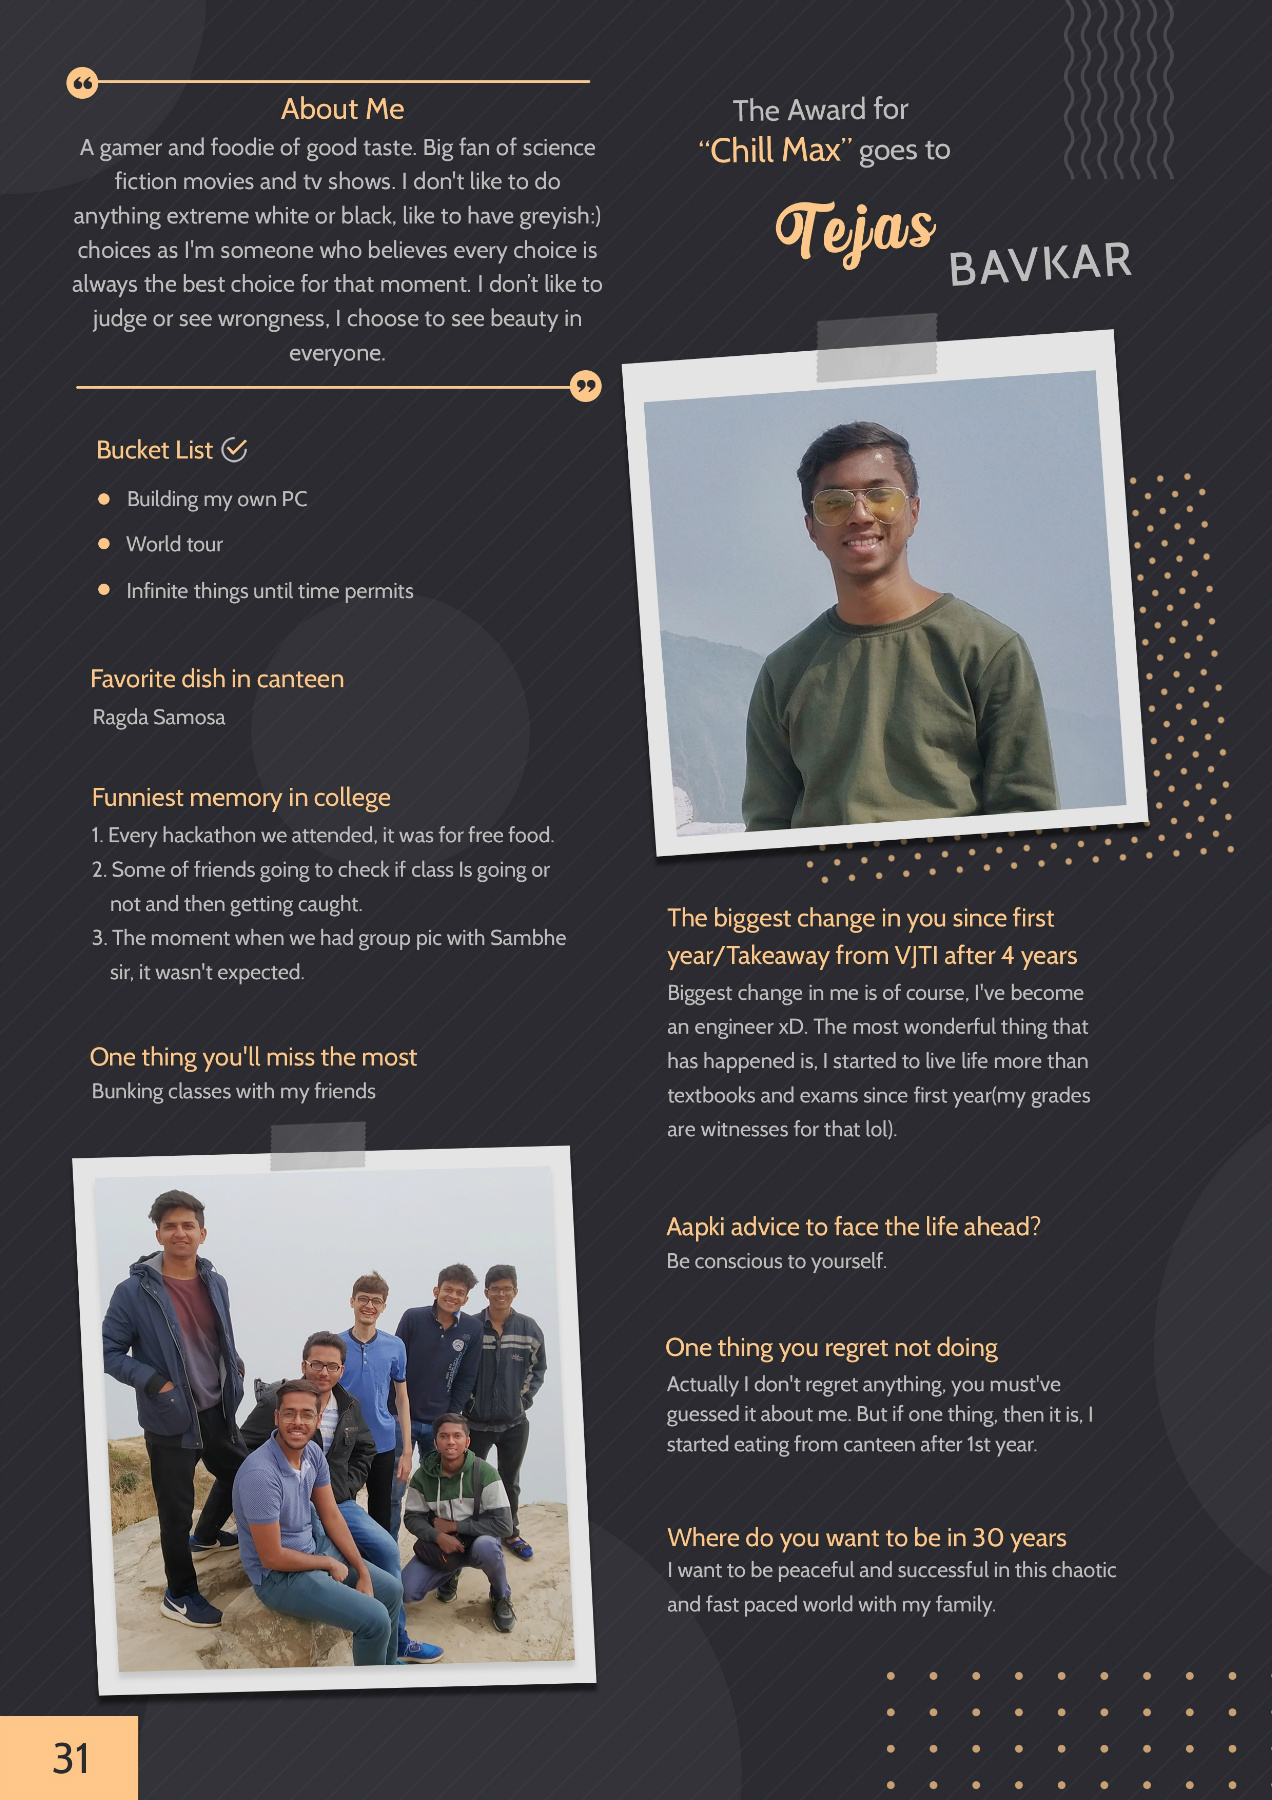 About Me
A gamer and foodie of good taste. Big fan of science
fiction movies and tv shows. I don't like to do
anything extreme white or black, like to have greyish:)
choices as I'm someone who believes every choice is
always the best choice for that moment. I don’t like to
judge or see wrongness, I choose to see beauty in
everyone.
Bucket List
Building my own PC
World tour
Infinite things until time permits
Favorite dish in canteen
Ragda Samosa
Funniest memory in college
1. Every hackathon we attended, it was for free food.
2. Some of friends going to check if class Is going or
not and then getting caught.
3. The moment when we had group pic with Sambhe
sir, it wasn't expected.
One thing you'll miss the most
Bunking classes with my friends
The Award for
“Chill Max” goes to
Tejas
BAVKAR
The biggest change in you since first
year/Takeaway from VJTI after 4 years
Biggest change in me is of course, I've become
an engineer xD. The most wonderful thing that
has happened is, I started to live life more than
textbooks and exams since first year(my grades
are witnesses for that lol).
Aapki advice to face the life ahead?
Be conscious to yourself.
One thing you regret not doing
Actually I don't regret anything, you must've
guessed it about me. But if one thing, then it is, I
started eating from canteen after 1st year.
Where do you want to be in 30 years
I want to be peaceful and successful in this chaotic
and fast paced world with my family.
31